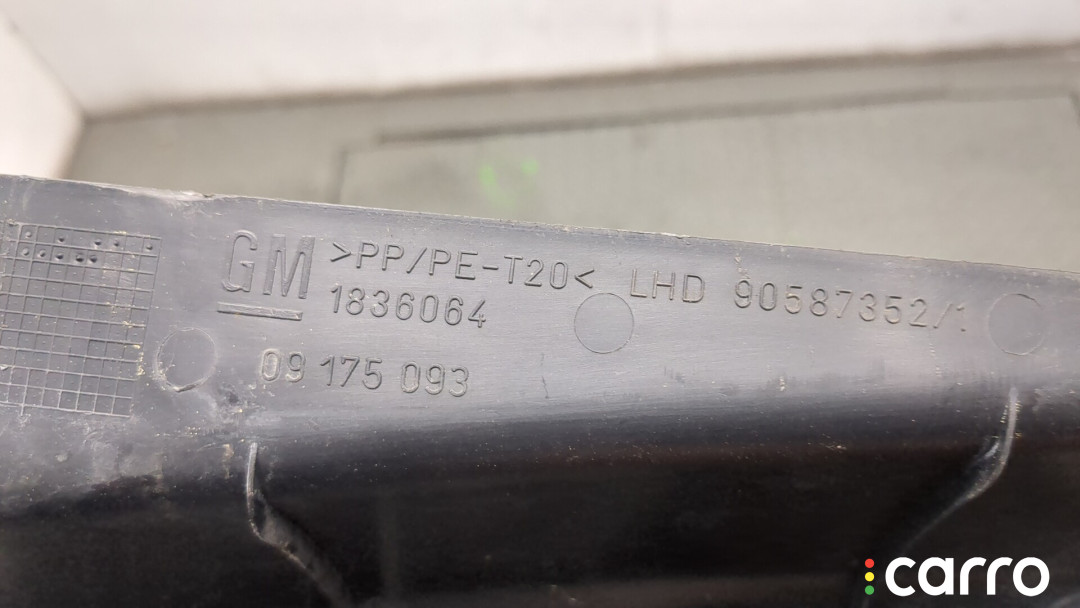 GM >PP/PE-T20< LHD 90587352/1
1836064
09 175 093
carro